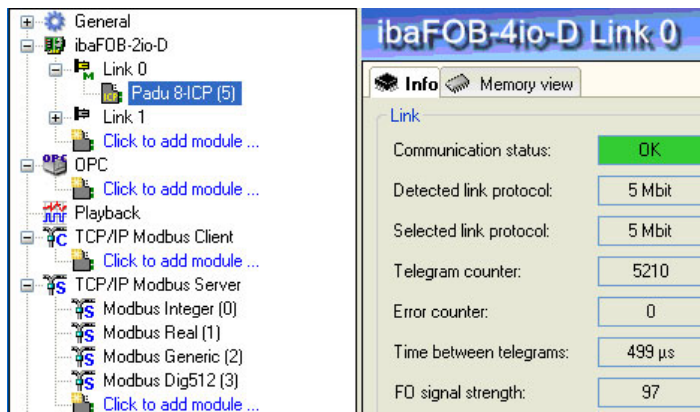 General
ibaFOB-2io-D
Link 0
Padu 8-ICP (5)
Link 1
Click to add module ...
OPC
Click to add module ...
Playback
TCP/IP Modbus Client
Click to add module ...
TCP/IP Modbus Server
Modbus Integer (0)
Modbus Real (1)
Modbus Generic (2)
Modbus Dig512 (3)
Click to add module ...
ibaFOB-4io-D Link 0
Info Memory view
Link
Communication status: OK
Detected link protocol: 5 Mbit
Selected link protocol: 5 Mbit
Telegram counter: 5210
Error counter: 0
Time between telegrams: 499 µs
FO signal strength: 97